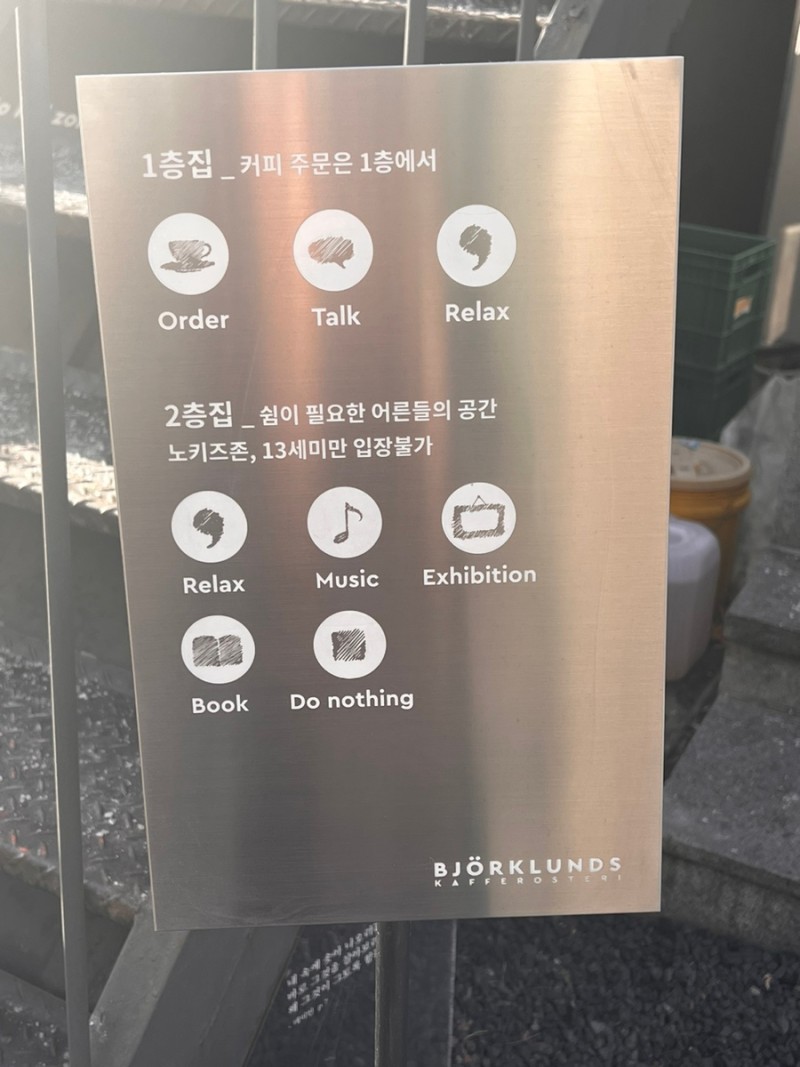 1층집 _ 커피 주문은 1층에서
Order Talk Relax
2층집 _ 쉼이 필요한 어른들의 공간
노키즈존, 13세미만 입장불가
Relax Music Exhibition
Book Do nothing
BJÖRKLUNDS
KAFFEROSTERI